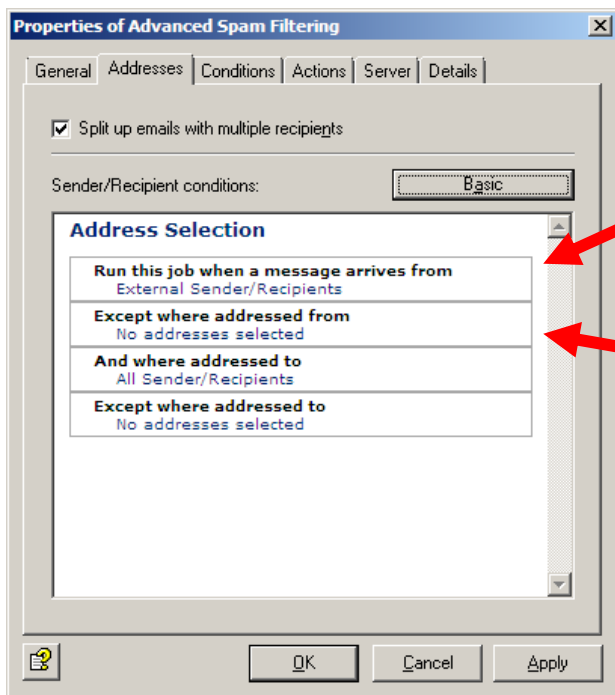 Properties of Advanced Spam Filtering
General Addresses Conditions Actions Server Details
Split up emails with multiple recipients
Sender/Recipient conditions: Basic
Address Selection
Run this job when a message arrives from
External Sender/Recipients
Except where addressed from
No addresses selected
And where addressed to
All Sender/Recipients
Except where addressed to
No addresses selected
OK Cancel Apply